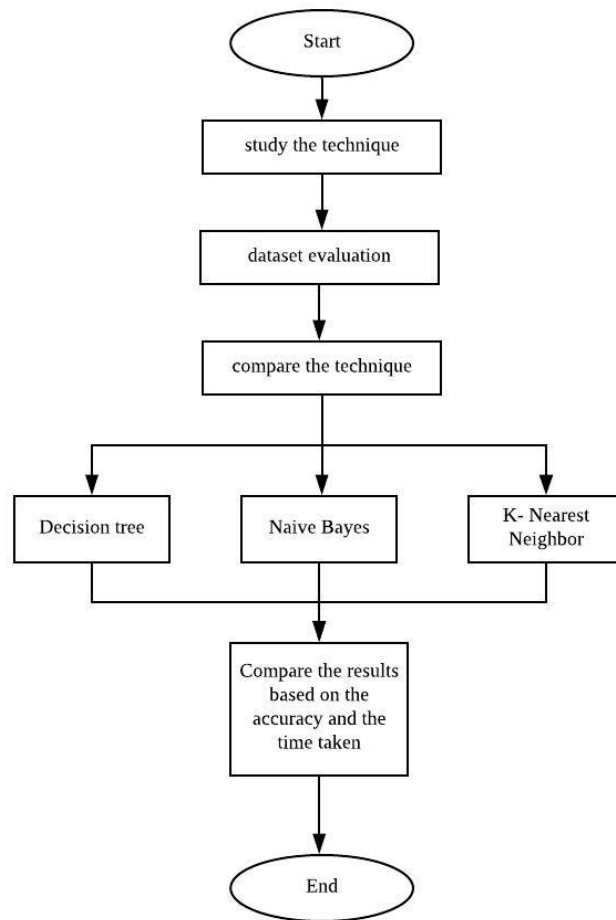 Start
study the technique
dataset evaluation
compare the technique
Decision tree
Naive Bayes
K- Nearest
Neighbor
Compare the results
based on the
accuracy and the
time taken
End